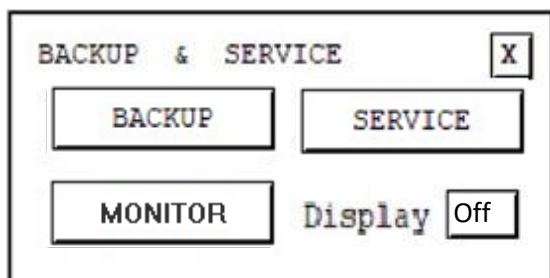 BACKUP & SERVICE X
BACKUP SERVICE
MONITOR Display Off